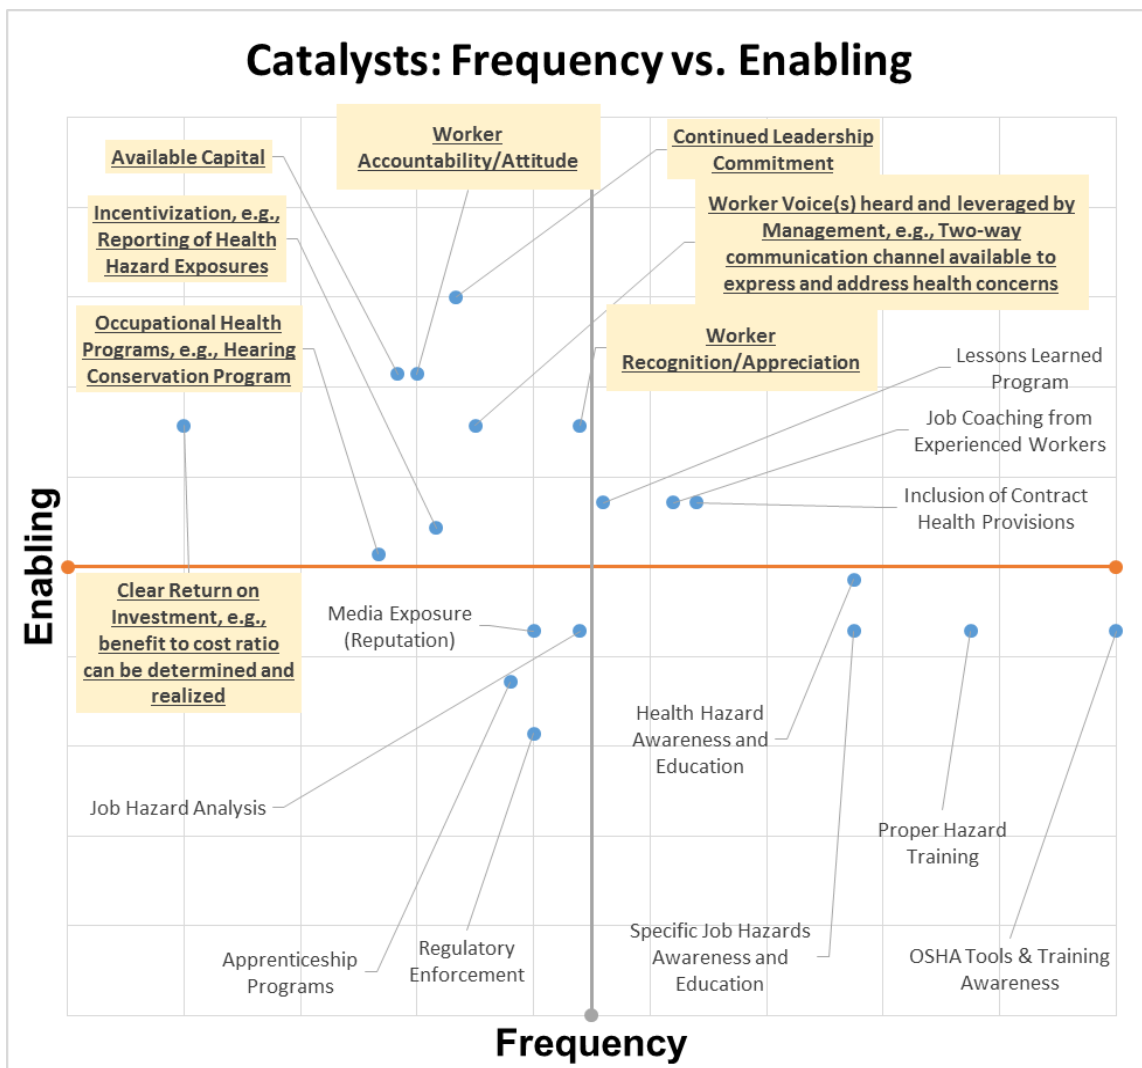 Catalysts: Frequency vs. Enabling
Available Capital
Worker
Accountability/Attitude
Continued Leadership
Commitment
Incentivization, e.g.,
Reporting of Health
Hazard Exposures
Worker Voice(s) heard and leveraged by
Management, e.g., Two-way
communication channel available to
express and address health concerns
Occupational Health
Programs, e.g., Hearing
Conservation Program
Worker
Recognition/Appreciation
Lessons Learned
Program
Job Coaching from
Experienced Workers
Inclusion of Contract
Health Provisions
Enabling
Clear Return on
Investment, e.g.,
benefit to cost ratio
can be determined and
realized
Media Exposure
(Reputation)
Health Hazard
Awareness and
Education
Job Hazard Analysis
Proper Hazard
Training
Apprenticeship
Programs
Regulatory
Enforcement
Specific Job Hazards
Awareness and
Education
OSHA Tools & Training
Awareness
Frequency